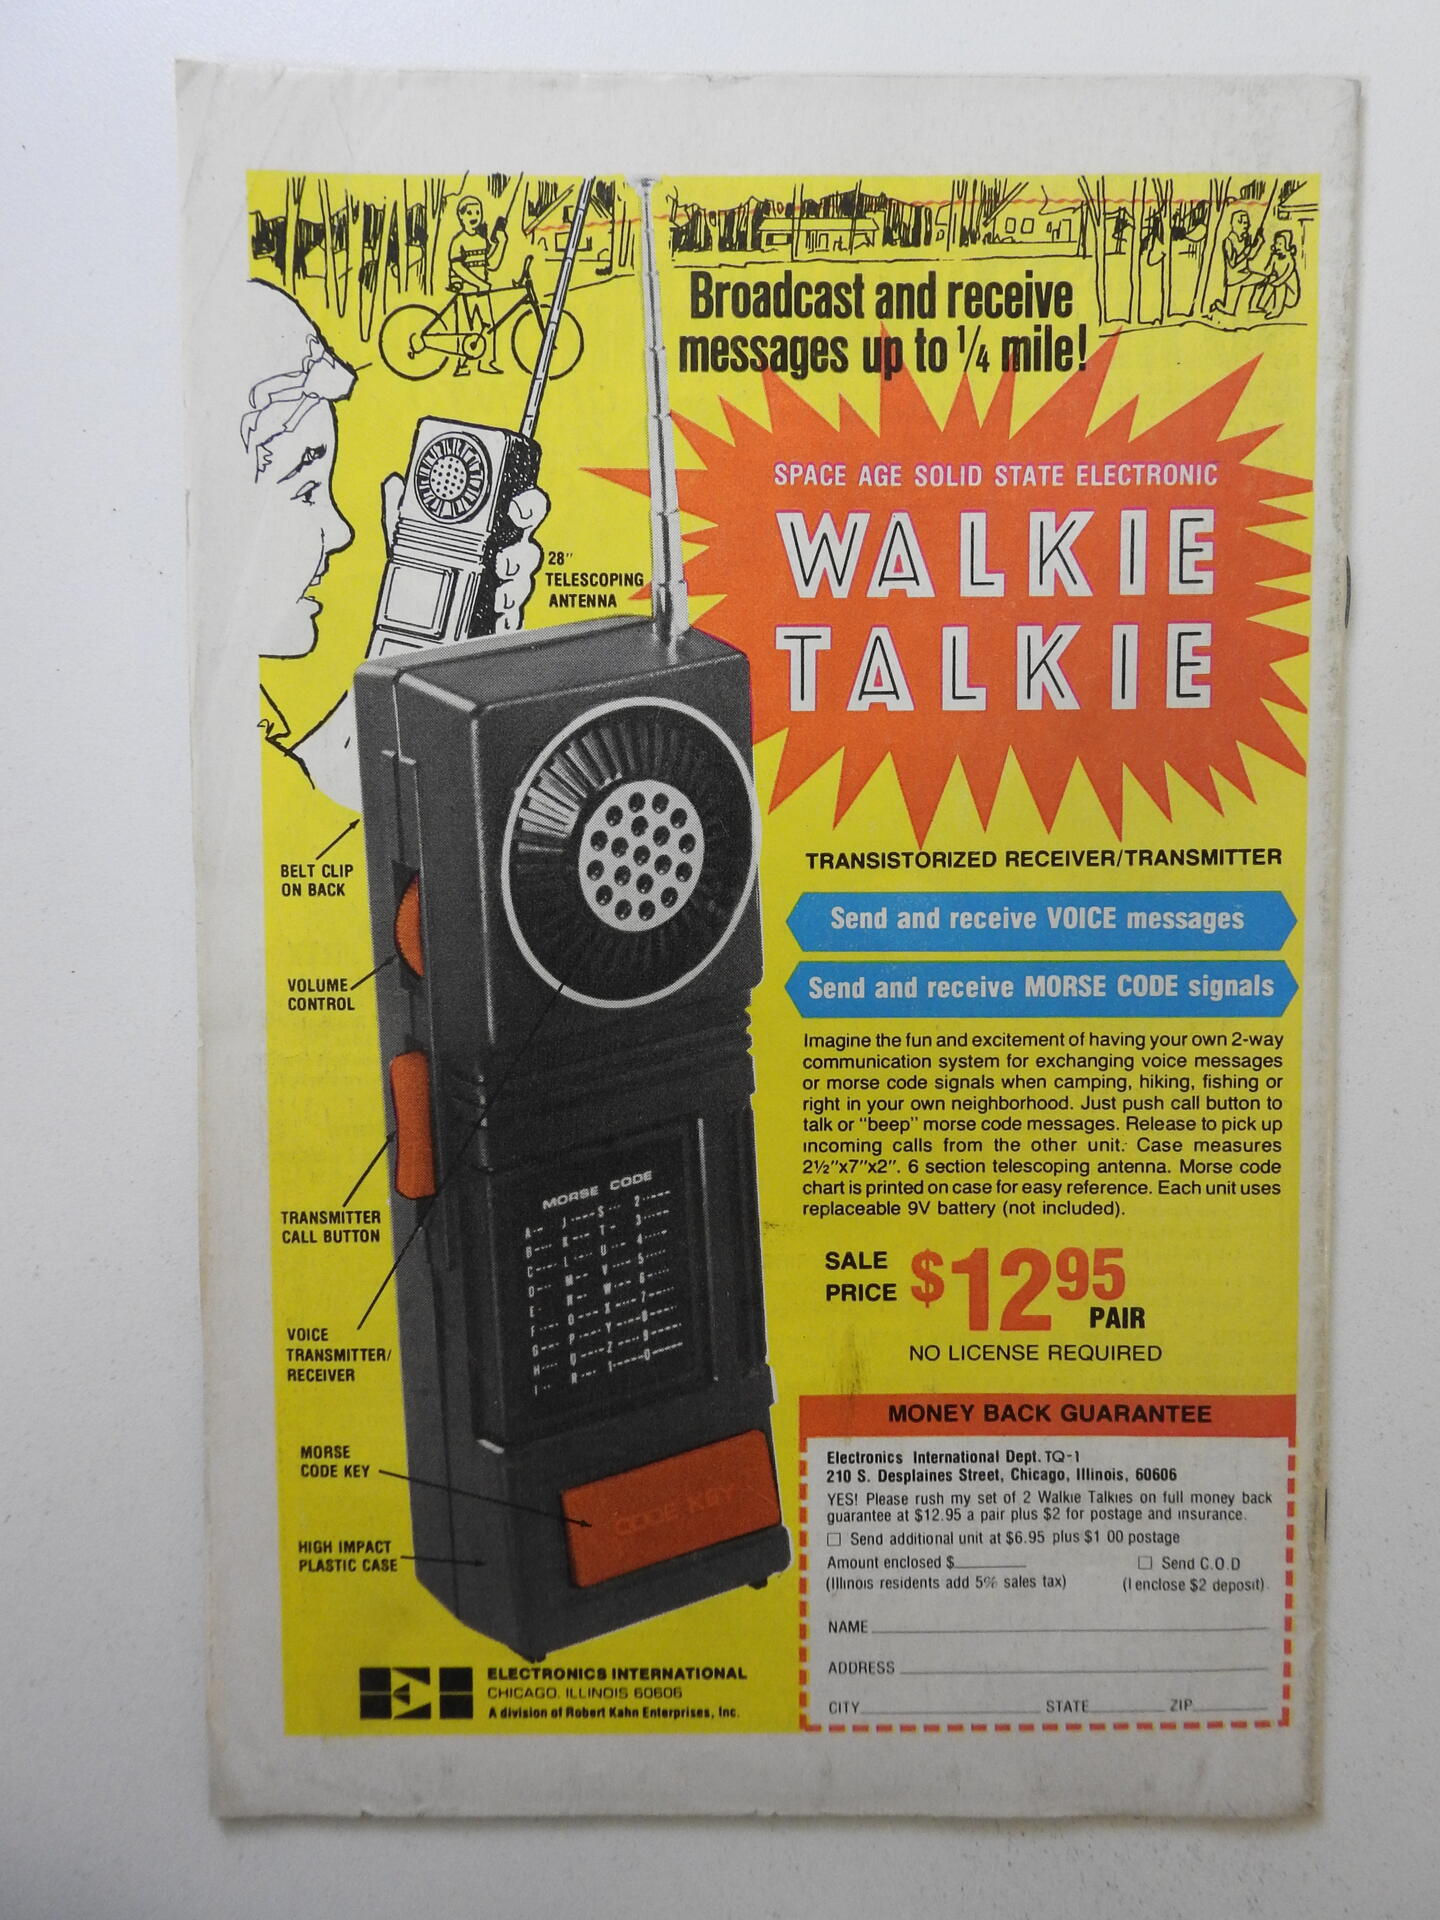 Broadcast and receive
messages up to 1/4 mile!
SPACE AGE SOLID STATE ELECTRONIC
WALKIE
TALKIE
28"
TELESCOPING
ANTENNA
BELT CLIP
ON BACK
VOLUME
CONTROL
TRANSMITTER
CALL BUTTON
VOICE
TRANSMITTER/
RECEIVER
MORSE
CODE KEY
HIGH IMPACT
PLASTIC CASE
MORSE CODE
CODE KEY
TRANSISTORIZED RECEIVER/TRANSMITTER
Send and receive VOICE messages
Send and receive MORSE CODE signals
Imagine the fun and excitement of having your own 2-way
communication system for exchanging voice messages
or morse code signals when camping, hiking, fishing or
right in your own neighborhood. Just push call button to
talk or "beep" morse code messages. Release to pick up
incoming calls from the other unit. Case measures
2½"x7"x2". 6 section telescoping antenna. Morse code
chart is printed on case for easy reference. Each unit uses
replaceable 9V battery (not included).
SALE
PRICE $12.95
PAIR
NO LICENSE REQUIRED
MONEY BACK GUARANTEE
Electronics International Dept. TQ-1
210 S. Desplaines Street, Chicago, Illinois, 60606
YES! Please rush my set of 2 Walkie Talkies on full money back
guarantee at $12.95 a pair plus $2 for postage and insurance.
□ Send additional unit at $6.95 plus $1 00 postage
Amount enclosed $________ □ Send C.O.D
(Illinois residents add 5% sales tax) (I enclose $2 deposit).
NAME
ADDRESS
CITY STATE ZIP
EI
ELECTRONICS INTERNATIONAL
CHICAGO, ILLINOIS 60606
A division of Robert Kahn Enterprises, Inc.